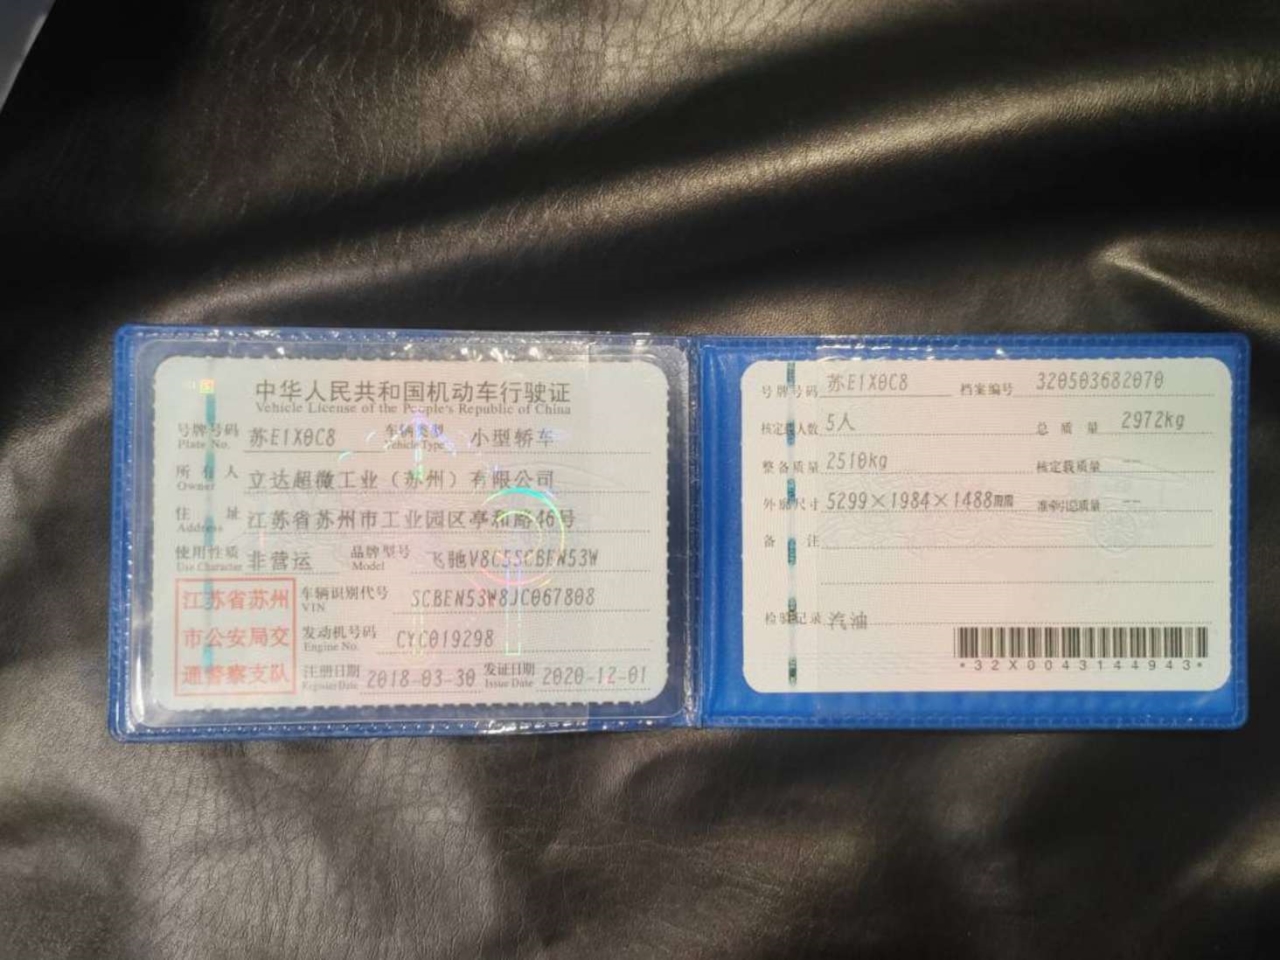 中国
中华人民共和国机动车行驶证
Vehicle License of the People's Republic of China
号牌号码 苏E1X0C8 车辆类型 小型轿车
Plate No. Vehicle Type
所有人 立达超微工业（苏州）有限公司
Owner
住址 江苏省苏州市工业园区亭和路46号
Address
使用性质 非营运 品牌型号 飞驰V8C5SCBEN53W
Use Character Model
江苏省苏州
市公安局交
通警察支队
车辆识别代号 SCBEN53W8JC067808
VIN
发动机号码 CYC019298
Engine No.
注册日期 2018-03-30 发证日期 2020-12-01
Register Date Issue Date
号牌号码 苏E1X0C8 档案编号 320503682070
核定载人数 5人 总质量 2972kg
整备质量 2510kg 核定载质量 --
外廓尺寸 5299×1984×1488mm 准牵引总质量 --
备注
检验记录 汽油
*32X0043144943*